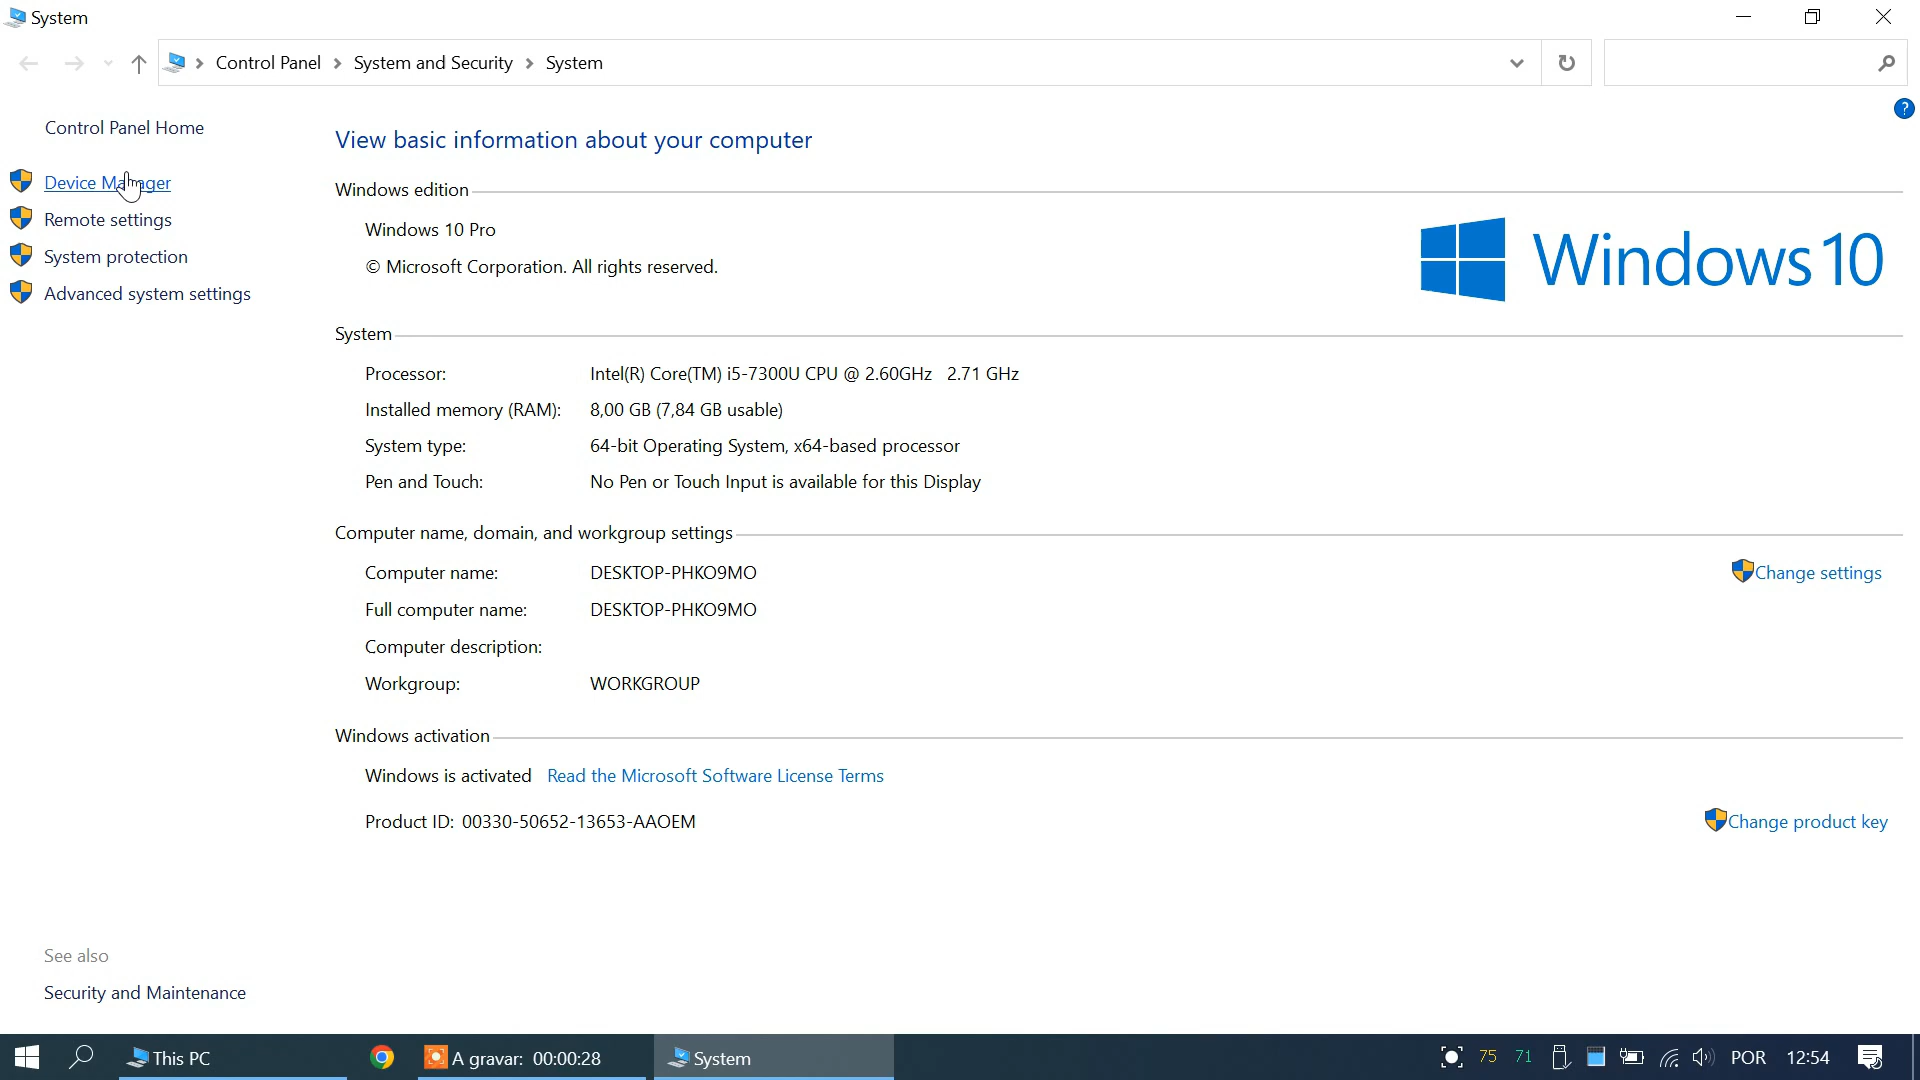 System
Control Panel > System and Security > System
Control Panel Home
Device Manager
Remote settings
System protection
Advanced system settings
View basic information about your computer
Windows edition
Windows 10 Pro
© Microsoft Corporation. All rights reserved.
Windows 10
System
Processor: Intel(R) Core(TM) i5-7300U CPU @ 2.60GHz 2.71 GHz
Installed memory (RAM): 8,00 GB (7,84 GB usable)
System type: 64-bit Operating System, x64-based processor
Pen and Touch: No Pen or Touch Input is available for this Display
Computer name, domain, and workgroup settings
Computer name: DESKTOP-PHKO9MO
Change settings
Full computer name: DESKTOP-PHKO9MO
Computer description:
Workgroup: WORKGROUP
Windows activation
Windows is activated Read the Microsoft Software License Terms
Product ID: 00330-50652-13653-AAOEM
Change product key
See also
Security and Maintenance
This PC A gravar: 00:00:28 System 75 71 POR 12:54